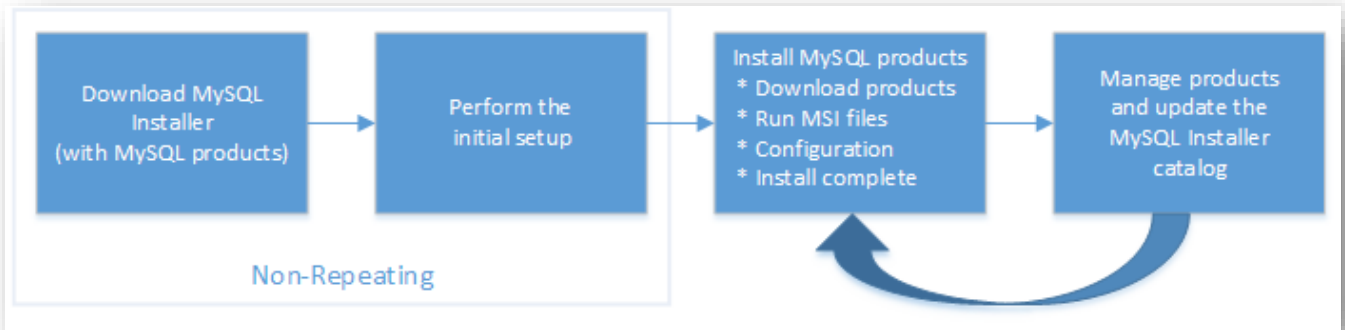 Download MySQL
Installer
(with MySQL products)
Perform the
initial setup
Install MySQL products
* Download products
* Run MSI files
* Configuration
* Install complete
Manage products
and update the
MySQL Installer
catalog
Non-Repeating